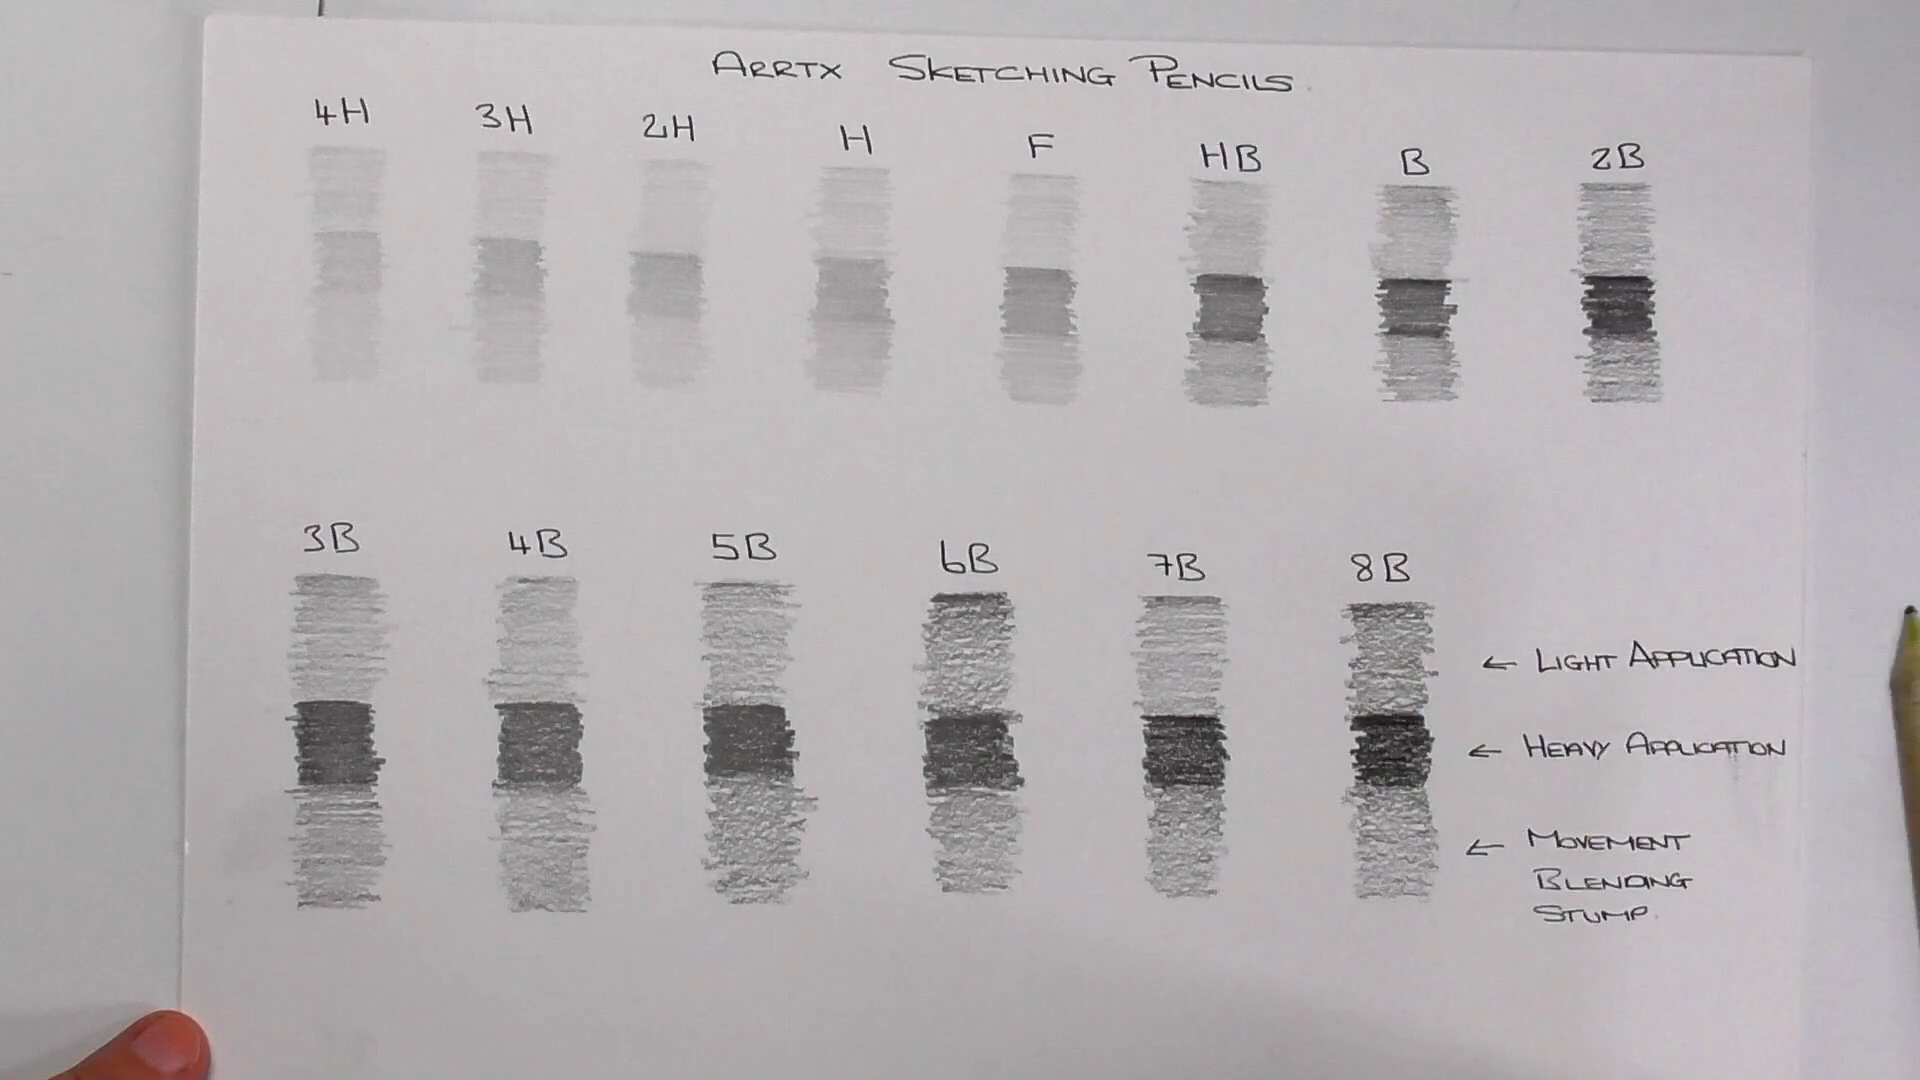 ARRTX SKETCHING PENCILS.
4H 3H 2H H F HB B 2B
3B 4B 5B 6B 7B 8B
← LIGHT APPLICATION
← HEAVY APPLICATION
← MOVEMENT
BLENDING
STUMP.